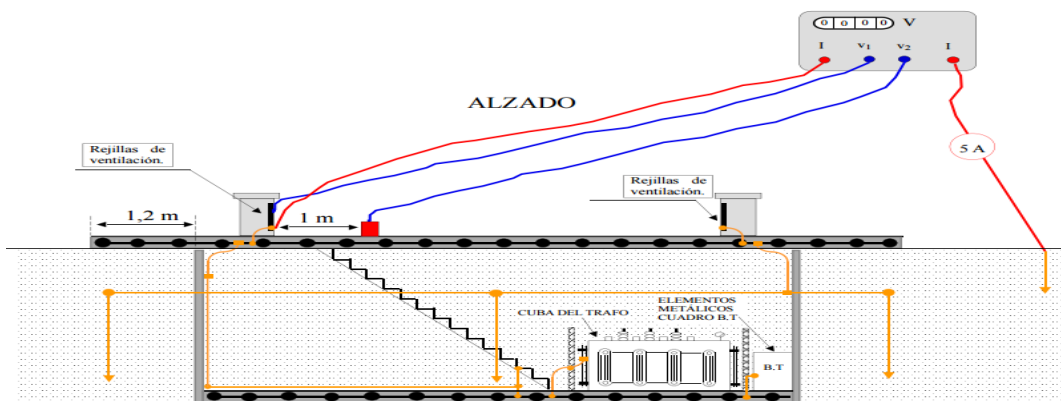 0 0 0 0 V
I v1 v2 I
ALZADO
5 A
Rejillas de
ventilación.
Rejillas de
ventilación.
1,2 m
1 m
CUBA DEL TRAFO
ELEMENTOS
METÁLICOS
CUADRO B.T
B.T